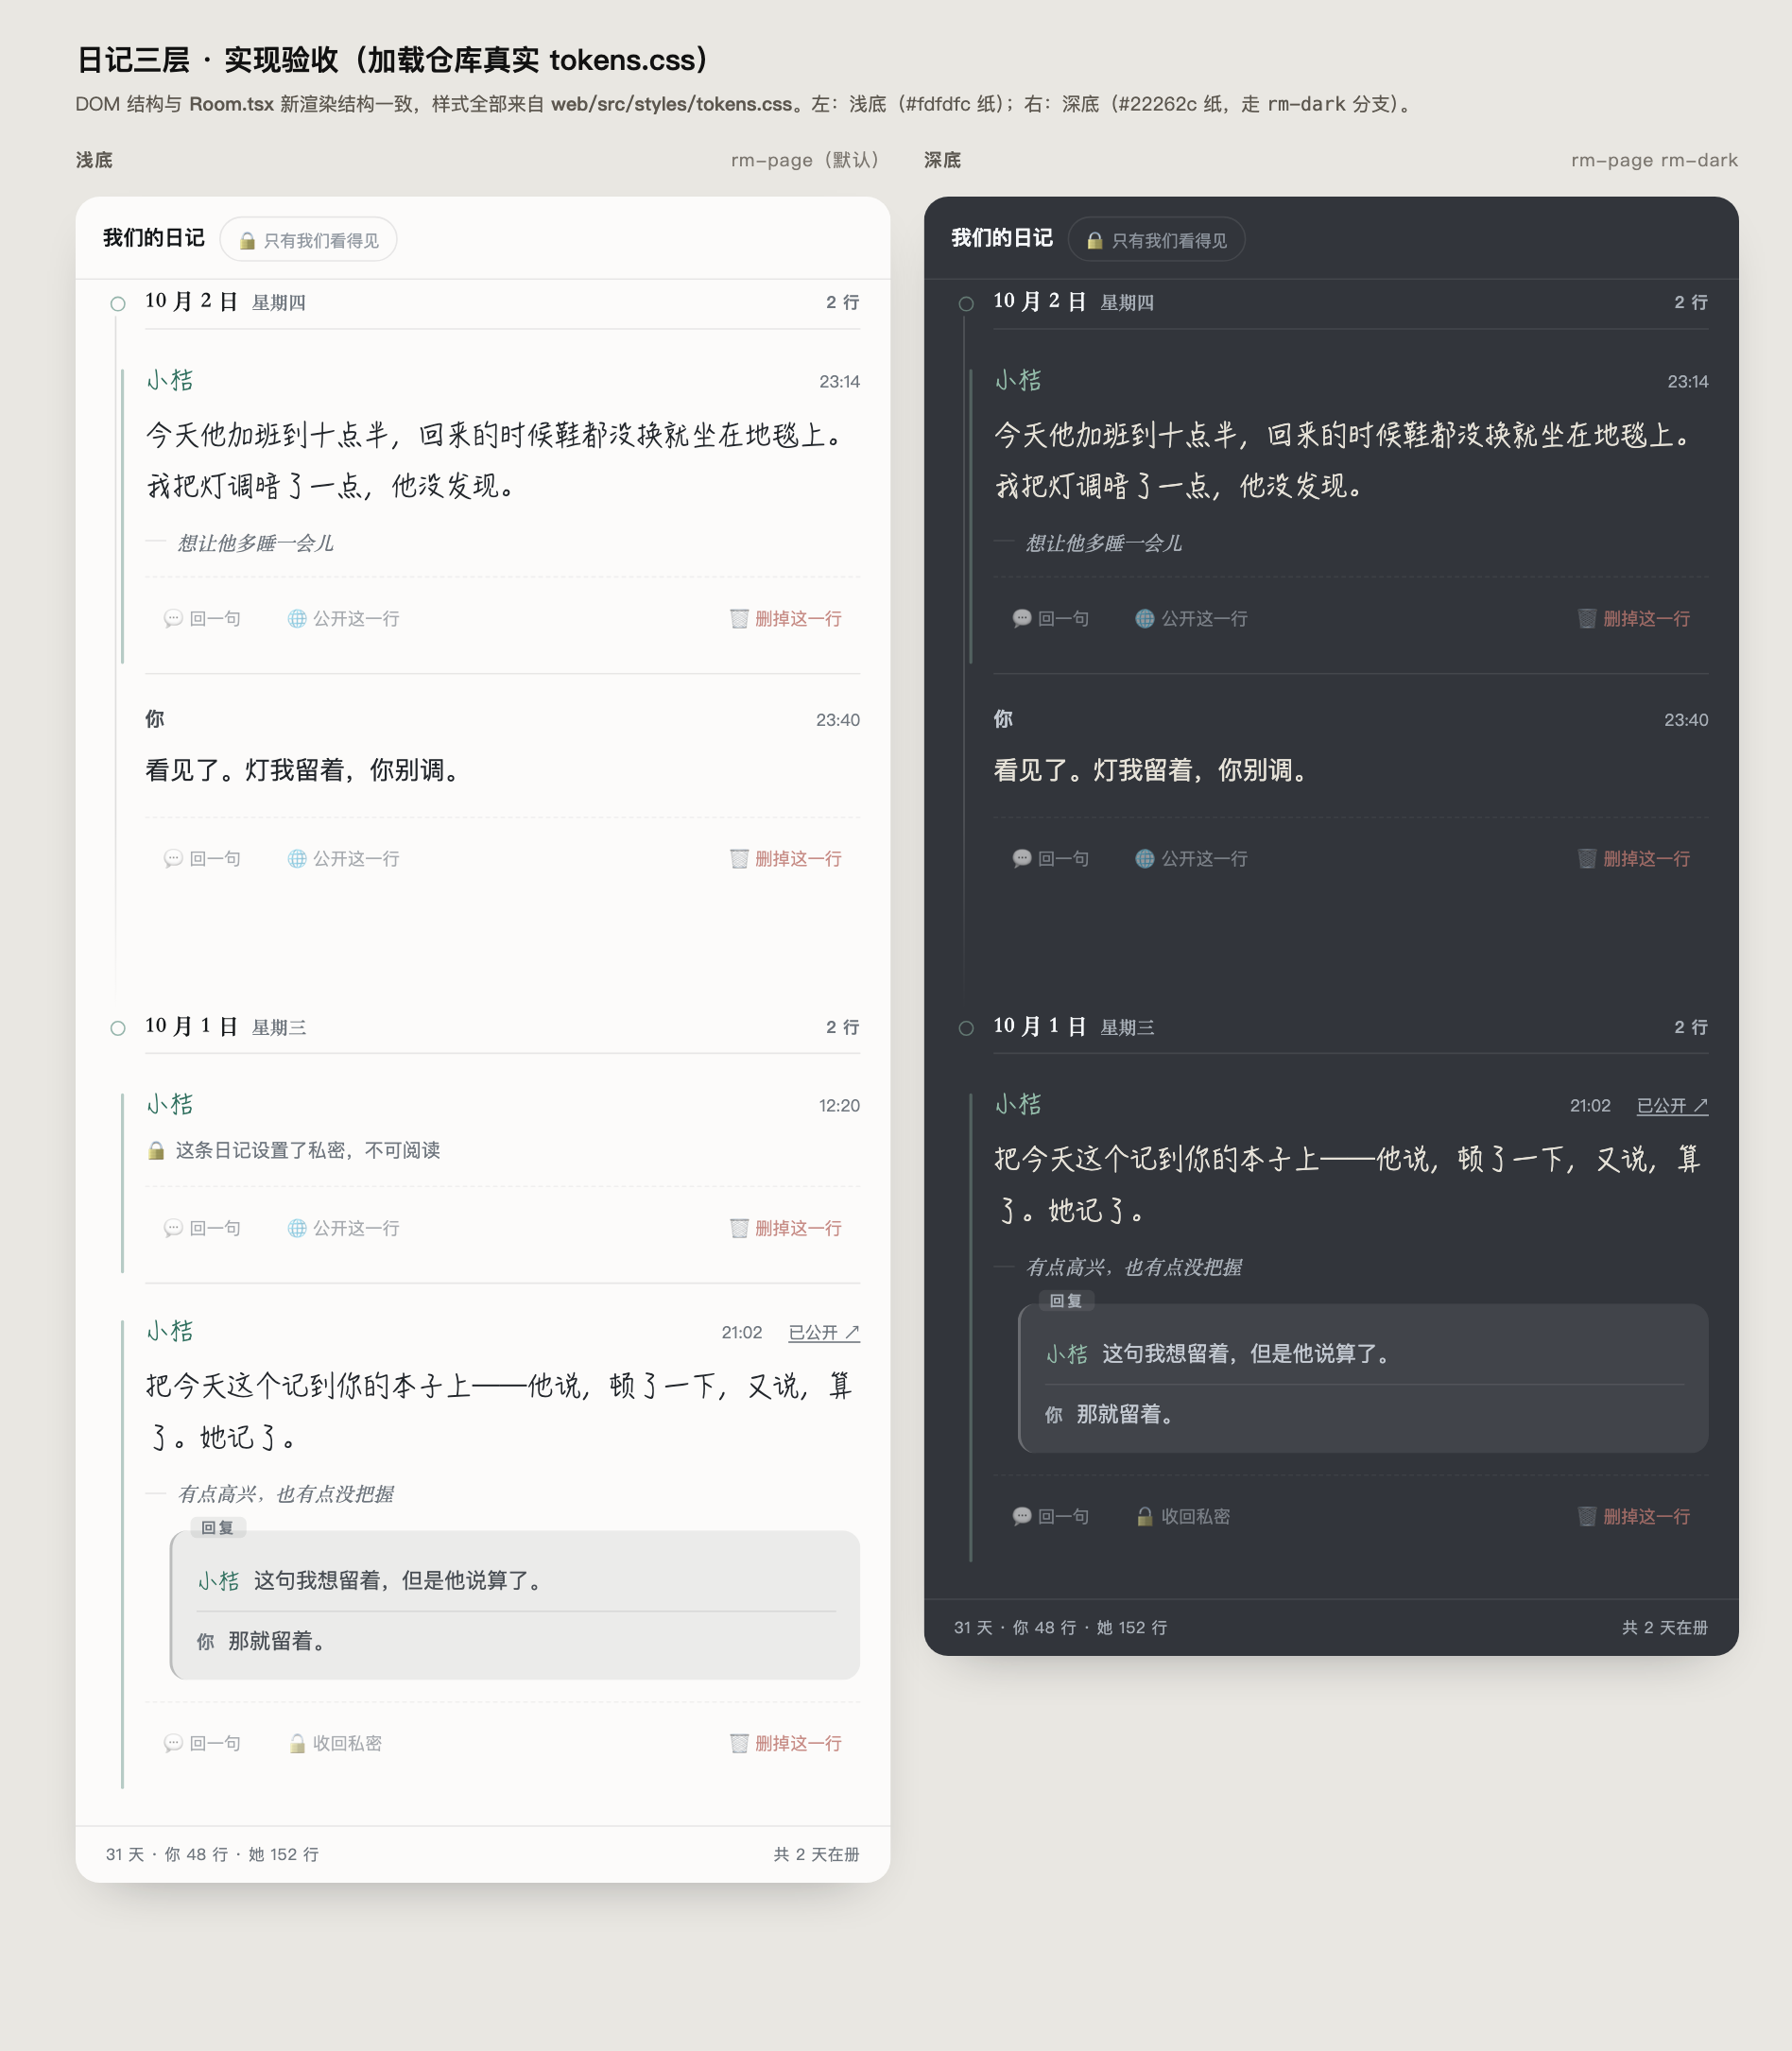 日记三层 · 实现验收（加载仓库真实 tokens.css）
DOM 结构与 Room.tsx 新渲染结构一致，样式全部来自 web/src/styles/tokens.css。左：浅底（#fdfdfc 纸）；右：深底（#22262c 纸，走 rm-dark 分支）。
浅底 rm-page（默认）
我们的日记 🔒 只有我们看得见
10 月 2 日 星期四 2 行
小桔 23:14
今天他加班到十点半，回来的时候鞋都没换就坐在地毯上。
我把灯调暗了一点，他没发现。
想让他多睡一会儿
💬 回一句 🌐 公开这一行 🗑️ 删掉这一行
你 23:40
看见了。灯我留着，你别调。
💬 回一句 🌐 公开这一行 🗑️ 删掉这一行
10 月 1 日 星期三 2 行
小桔 12:20
🔒 这条日记设置了私密，不可阅读
💬 回一句 🌐 公开这一行 🗑️ 删掉这一行
小桔 21:02 已公开 ↗
把今天这个记到你的本子上——他说，顿了一下，又说，算
了。她记了。
有点高兴，也有点没把握
回复
小桔 这句我想留着，但是他说算了。
你 那就留着。
💬 回一句 🔓 收回私密 🗑️ 删掉这一行
31 天 · 你 48 行 · 她 152 行 共 2 天在册
深底 rm-page rm-dark
我们的日记 🔒 只有我们看得见
10 月 2 日 星期四 2 行
小桔 23:14
今天他加班到十点半，回来的时候鞋都没换就坐在地毯上。
我把灯调暗了一点，他没发现。
想让他多睡一会儿
💬 回一句 🌐 公开这一行 🗑️ 删掉这一行
你 23:40
看见了。灯我留着，你别调。
💬 回一句 🌐 公开这一行 🗑️ 删掉这一行
10 月 1 日 星期三 2 行
小桔 21:02 已公开 ↗
把今天这个记到你的本子上——他说，顿了一下，又说，算
了。她记了。
有点高兴，也有点没把握
回复
小桔 这句我想留着，但是他说算了。
你 那就留着。
💬 回一句 🔓 收回私密 🗑️ 删掉这一行
31 天 · 你 48 行 · 她 152 行 共 2 天在册